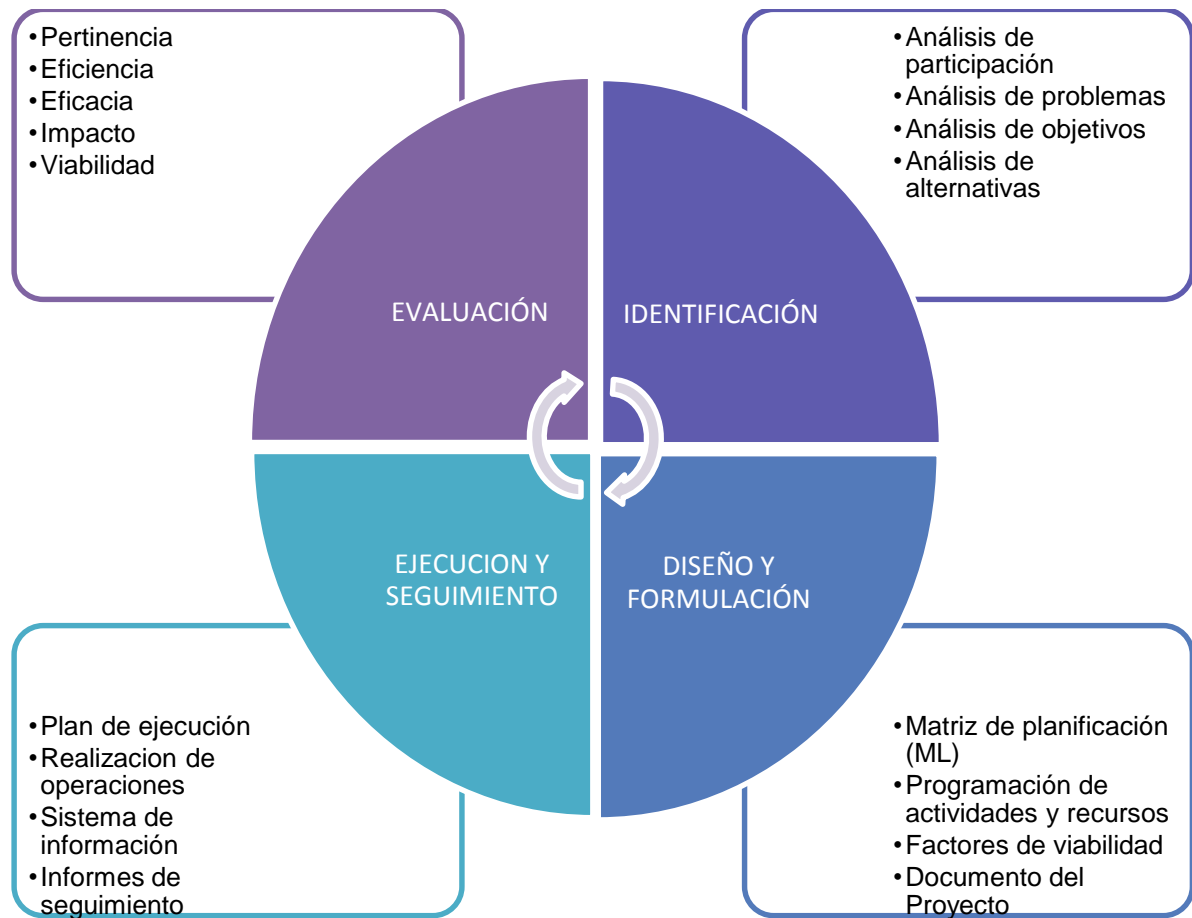 •Pertinencia
•Eficiencia
•Eficacia
•Impacto
•Viabilidad
•Análisis de
participación
•Análisis de problemas
•Análisis de objetivos
•Análisis de
alternativas
EVALUACIÓN
IDENTIFICACIÓN
EJECUCION Y
SEGUIMIENTO
DISEÑO Y
FORMULACIÓN
•Plan de ejecución
•Realizacion de
operaciones
•Sistema de
información
•Informes de
seguimiento
•Matriz de planificación
(ML)
•Programación de
actividades y recursos
•Factores de viabilidad
•Documento del
Proyecto